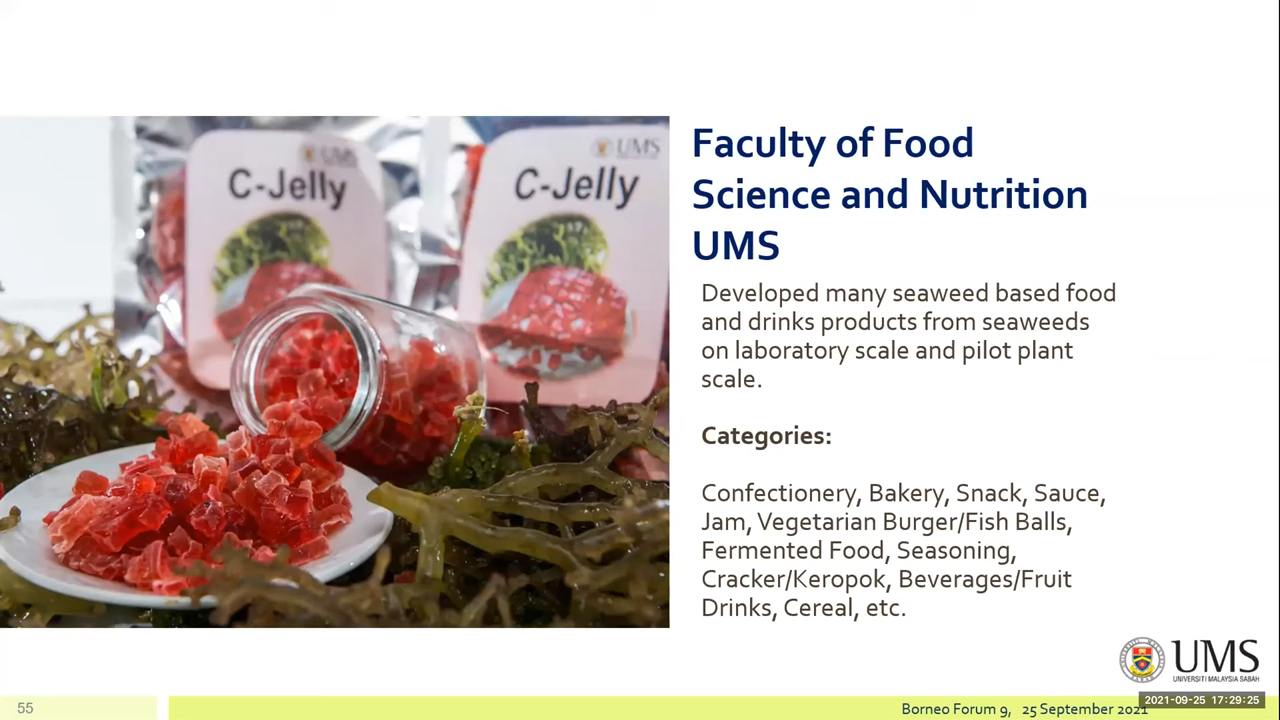 UMS
C-Jelly
UMS
C-Jelly
Faculty of Food
Science and Nutrition
UMS
Developed many seaweed based food
and drinks products from seaweeds
on laboratory scale and pilot plant
scale.
Categories:
Confectionery, Bakery, Snack, Sauce,
Jam, Vegetarian Burger/Fish Balls,
Fermented Food, Seasoning,
Cracker/Keropok, Beverages/Fruit
Drinks, Cereal, etc.
UMS
UNIVERSITI MALAYSIA SABAH
55
Borneo Forum 9, 25 September 2021
2021-09-25 17:29:25